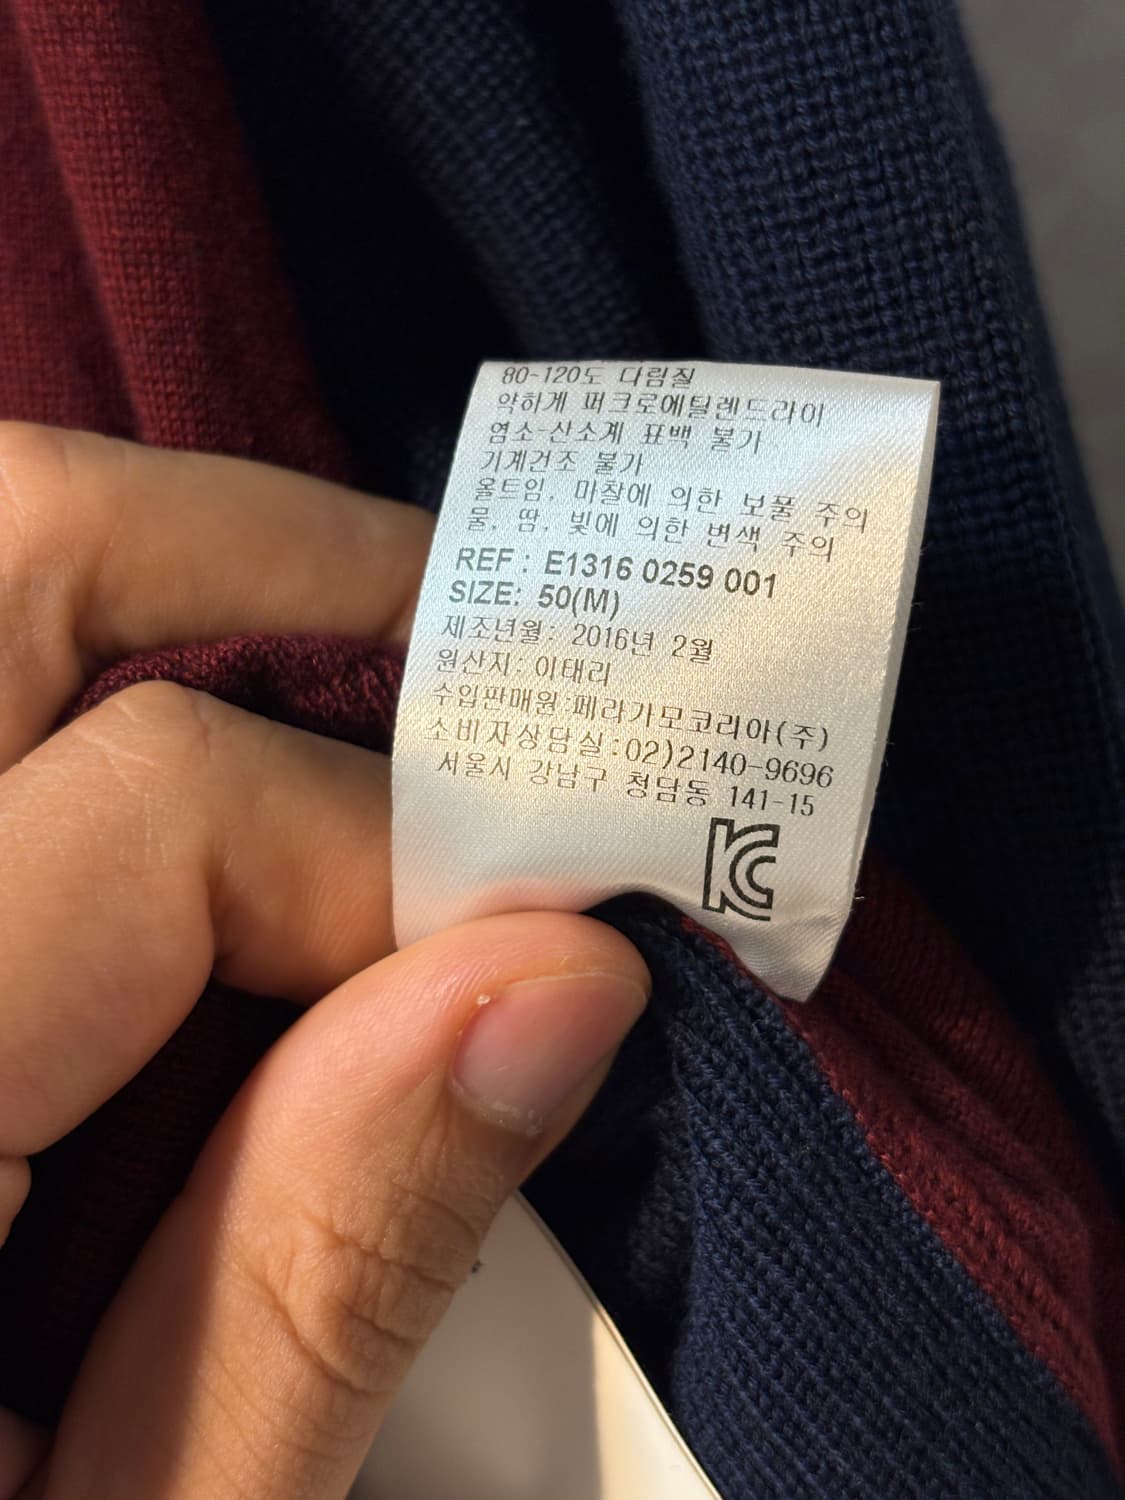 80-120도 다림질
약하게 퍼크로에틸렌드라이
염소-산소계 표백 불가
기계건조 불가
올트임, 마찰에 의한 보풀 주의
물, 땀, 빛에 의한 변색 주의
REF : E1316 0259 001
SIZE: 50(M)
제조년월: 2016년 2월
원산지: 이태리
수입판매원:페라가모코리아(주)
소비자상담실:02)2140-9696
서울시 강남구 청담동 141-15
KC